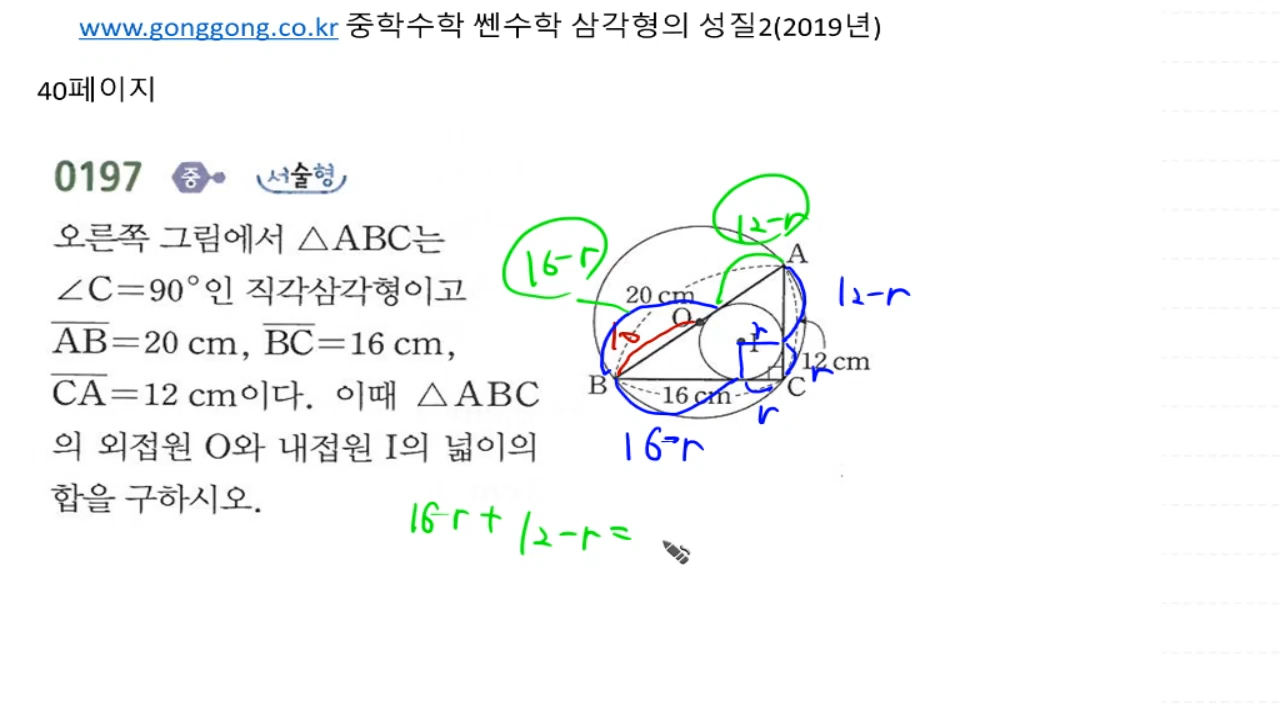 www.gonggong.co.kr 중학수학 쎈수학 삼각형의 성질2(2019년)
40페이지
0197 중 서술형
오른쪽 그림에서 △ABC는
∠C=90°인 직각삼각형이고
AB=20 cm, BC=16 cm,
CA=12 cm이다. 이때 △ABC
의 외접원 O와 내접원 I의 넓이의
합을 구하시오.
12-r
16-r
A
20 cm
12-r
O
10
r
I
12 cm
r
B
16 cm
C
r
16-r
16-r + 12-r =